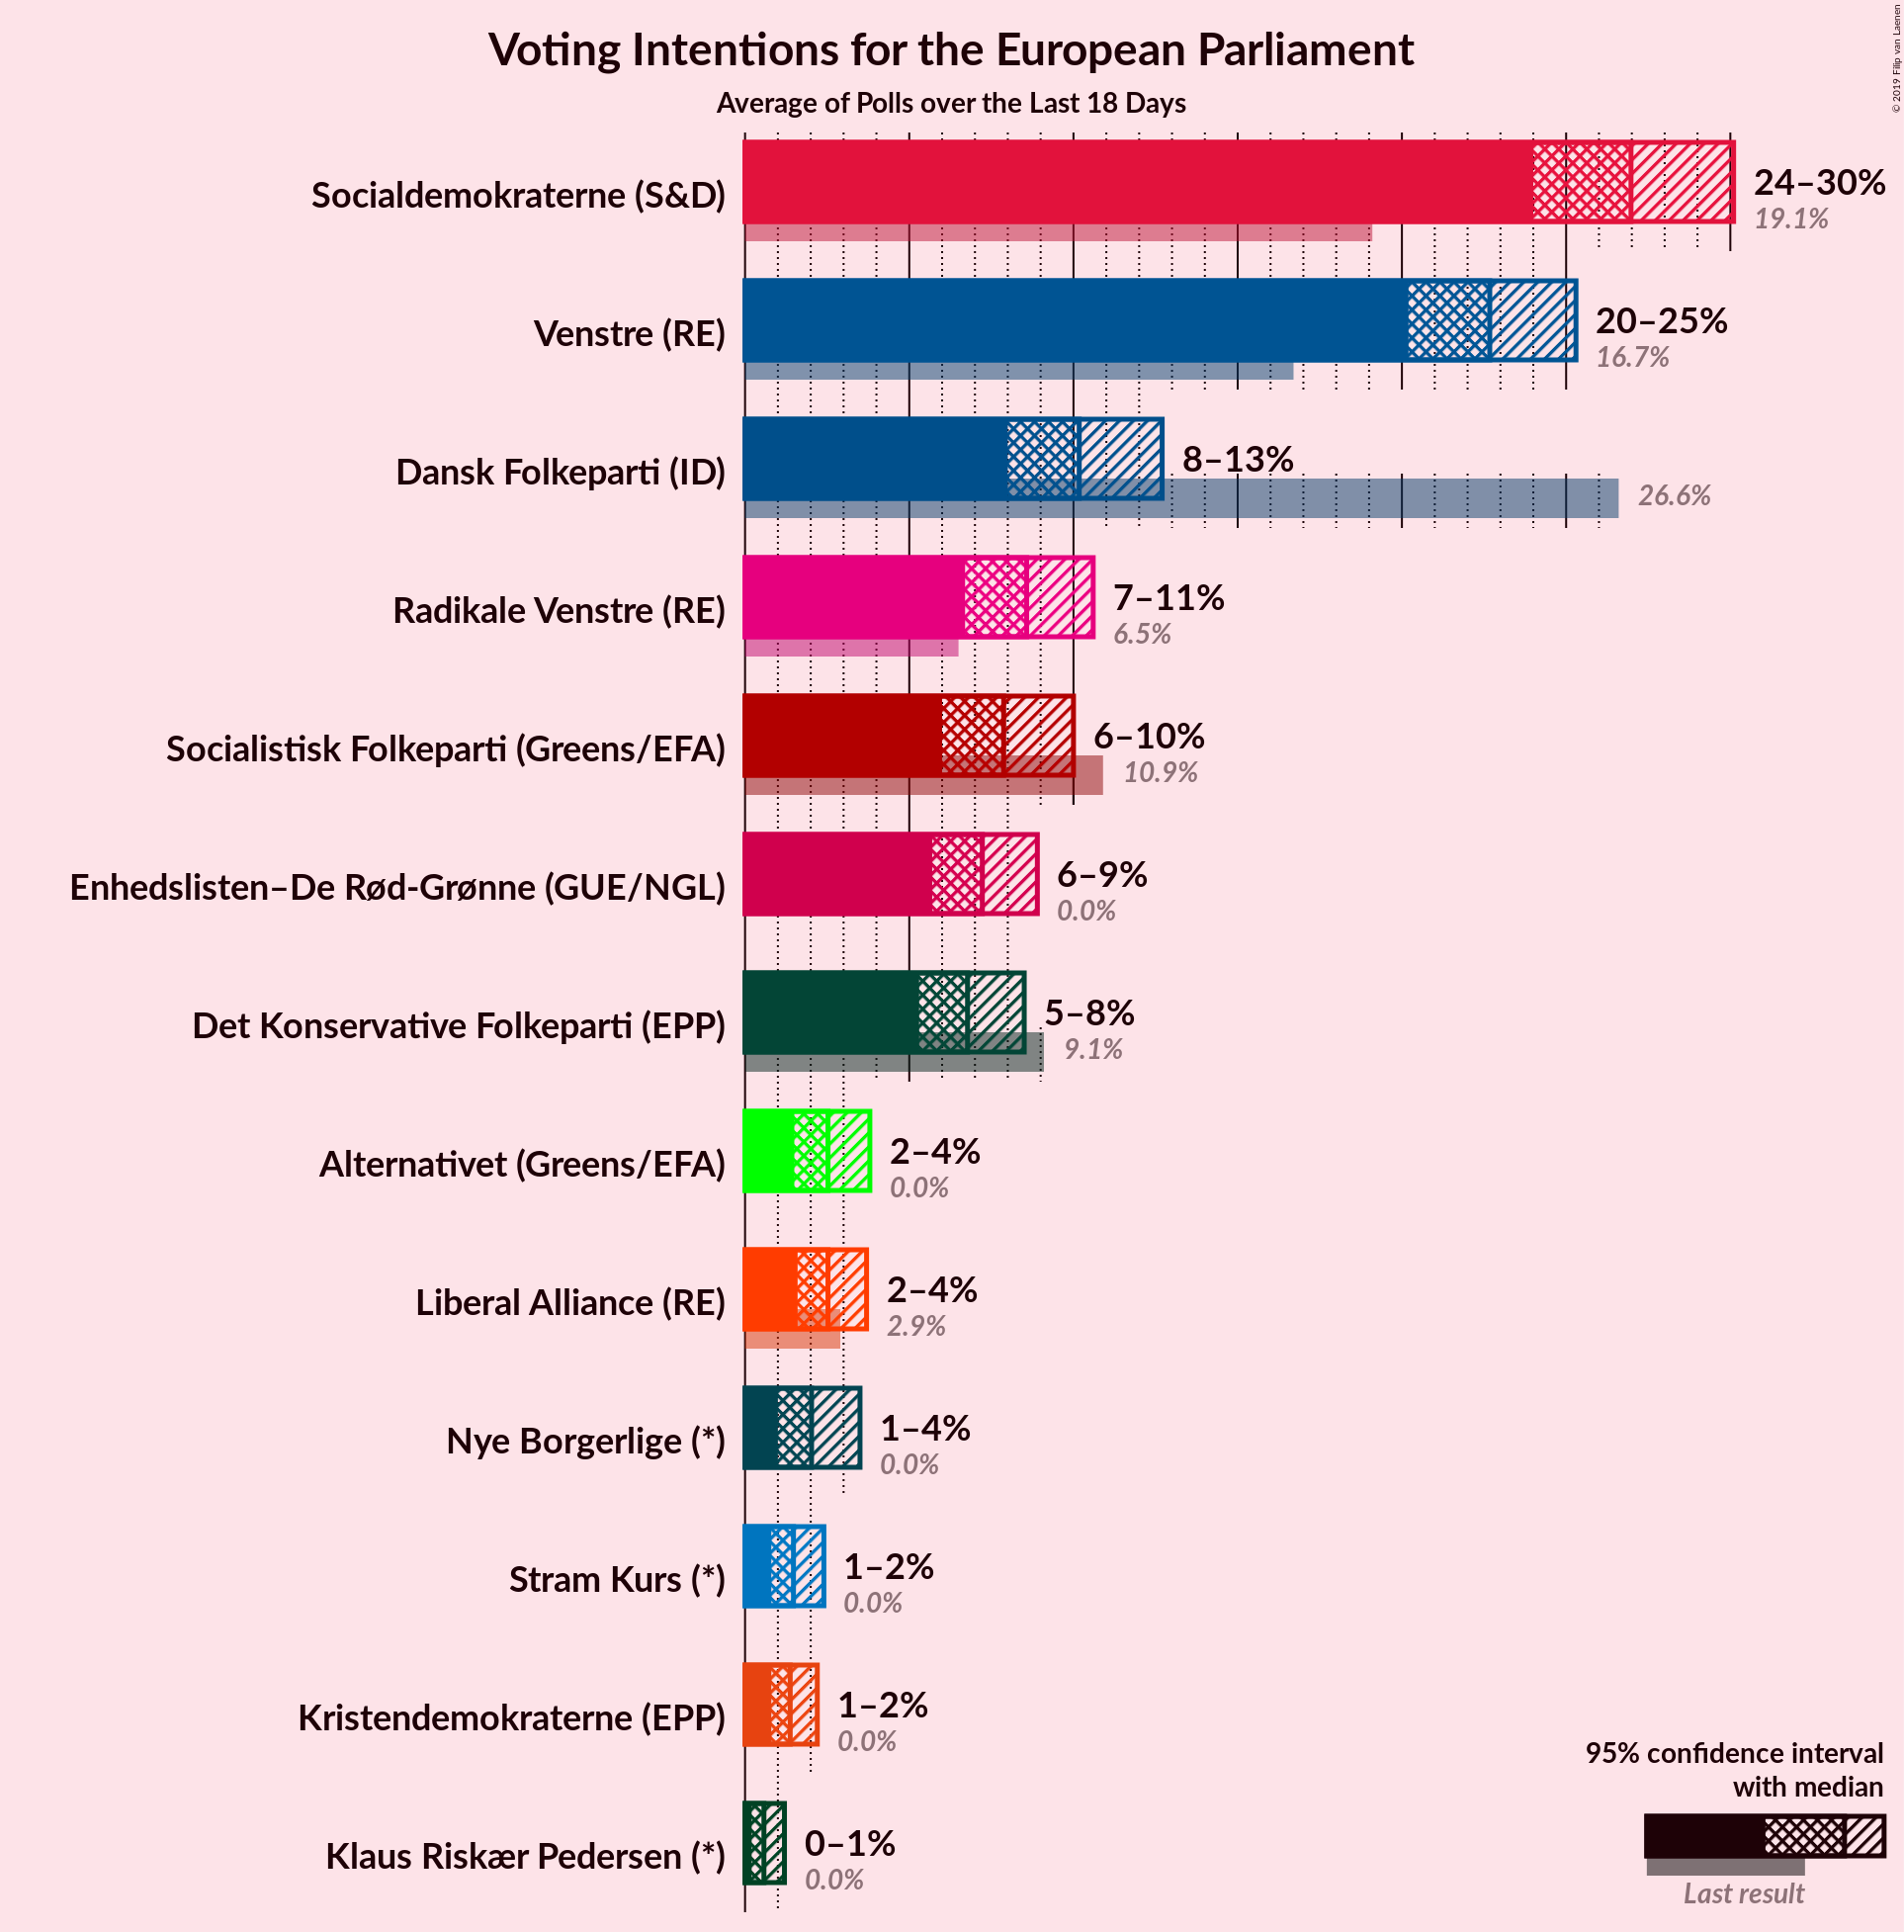 Voting Intentions for the European Parliament
Average of Polls over the Last 18 Days
© 2019 Filip van Laenen
Socialdemokraterne (S&D)
24–30%
19.1%
Venstre (RE)
20–25%
16.7%
Dansk Folkeparti (ID)
8–13%
26.6%
Radikale Venstre (RE)
7–11%
6.5%
Socialistisk Folkeparti (Greens/EFA)
6–10%
10.9%
Enhedslisten–De Rød-Grønne (GUE/NGL)
6–9%
0.0%
Det Konservative Folkeparti (EPP)
5–8%
9.1%
Alternativet (Greens/EFA)
2–4%
0.0%
Liberal Alliance (RE)
2–4%
2.9%
Nye Borgerlige (*)
1–4%
0.0%
Stram Kurs (*)
1–2%
0.0%
Kristendemokraterne (EPP)
1–2%
0.0%
Klaus Riskær Pedersen (*)
0–1%
0.0%
95% confidence interval
with median
Last result